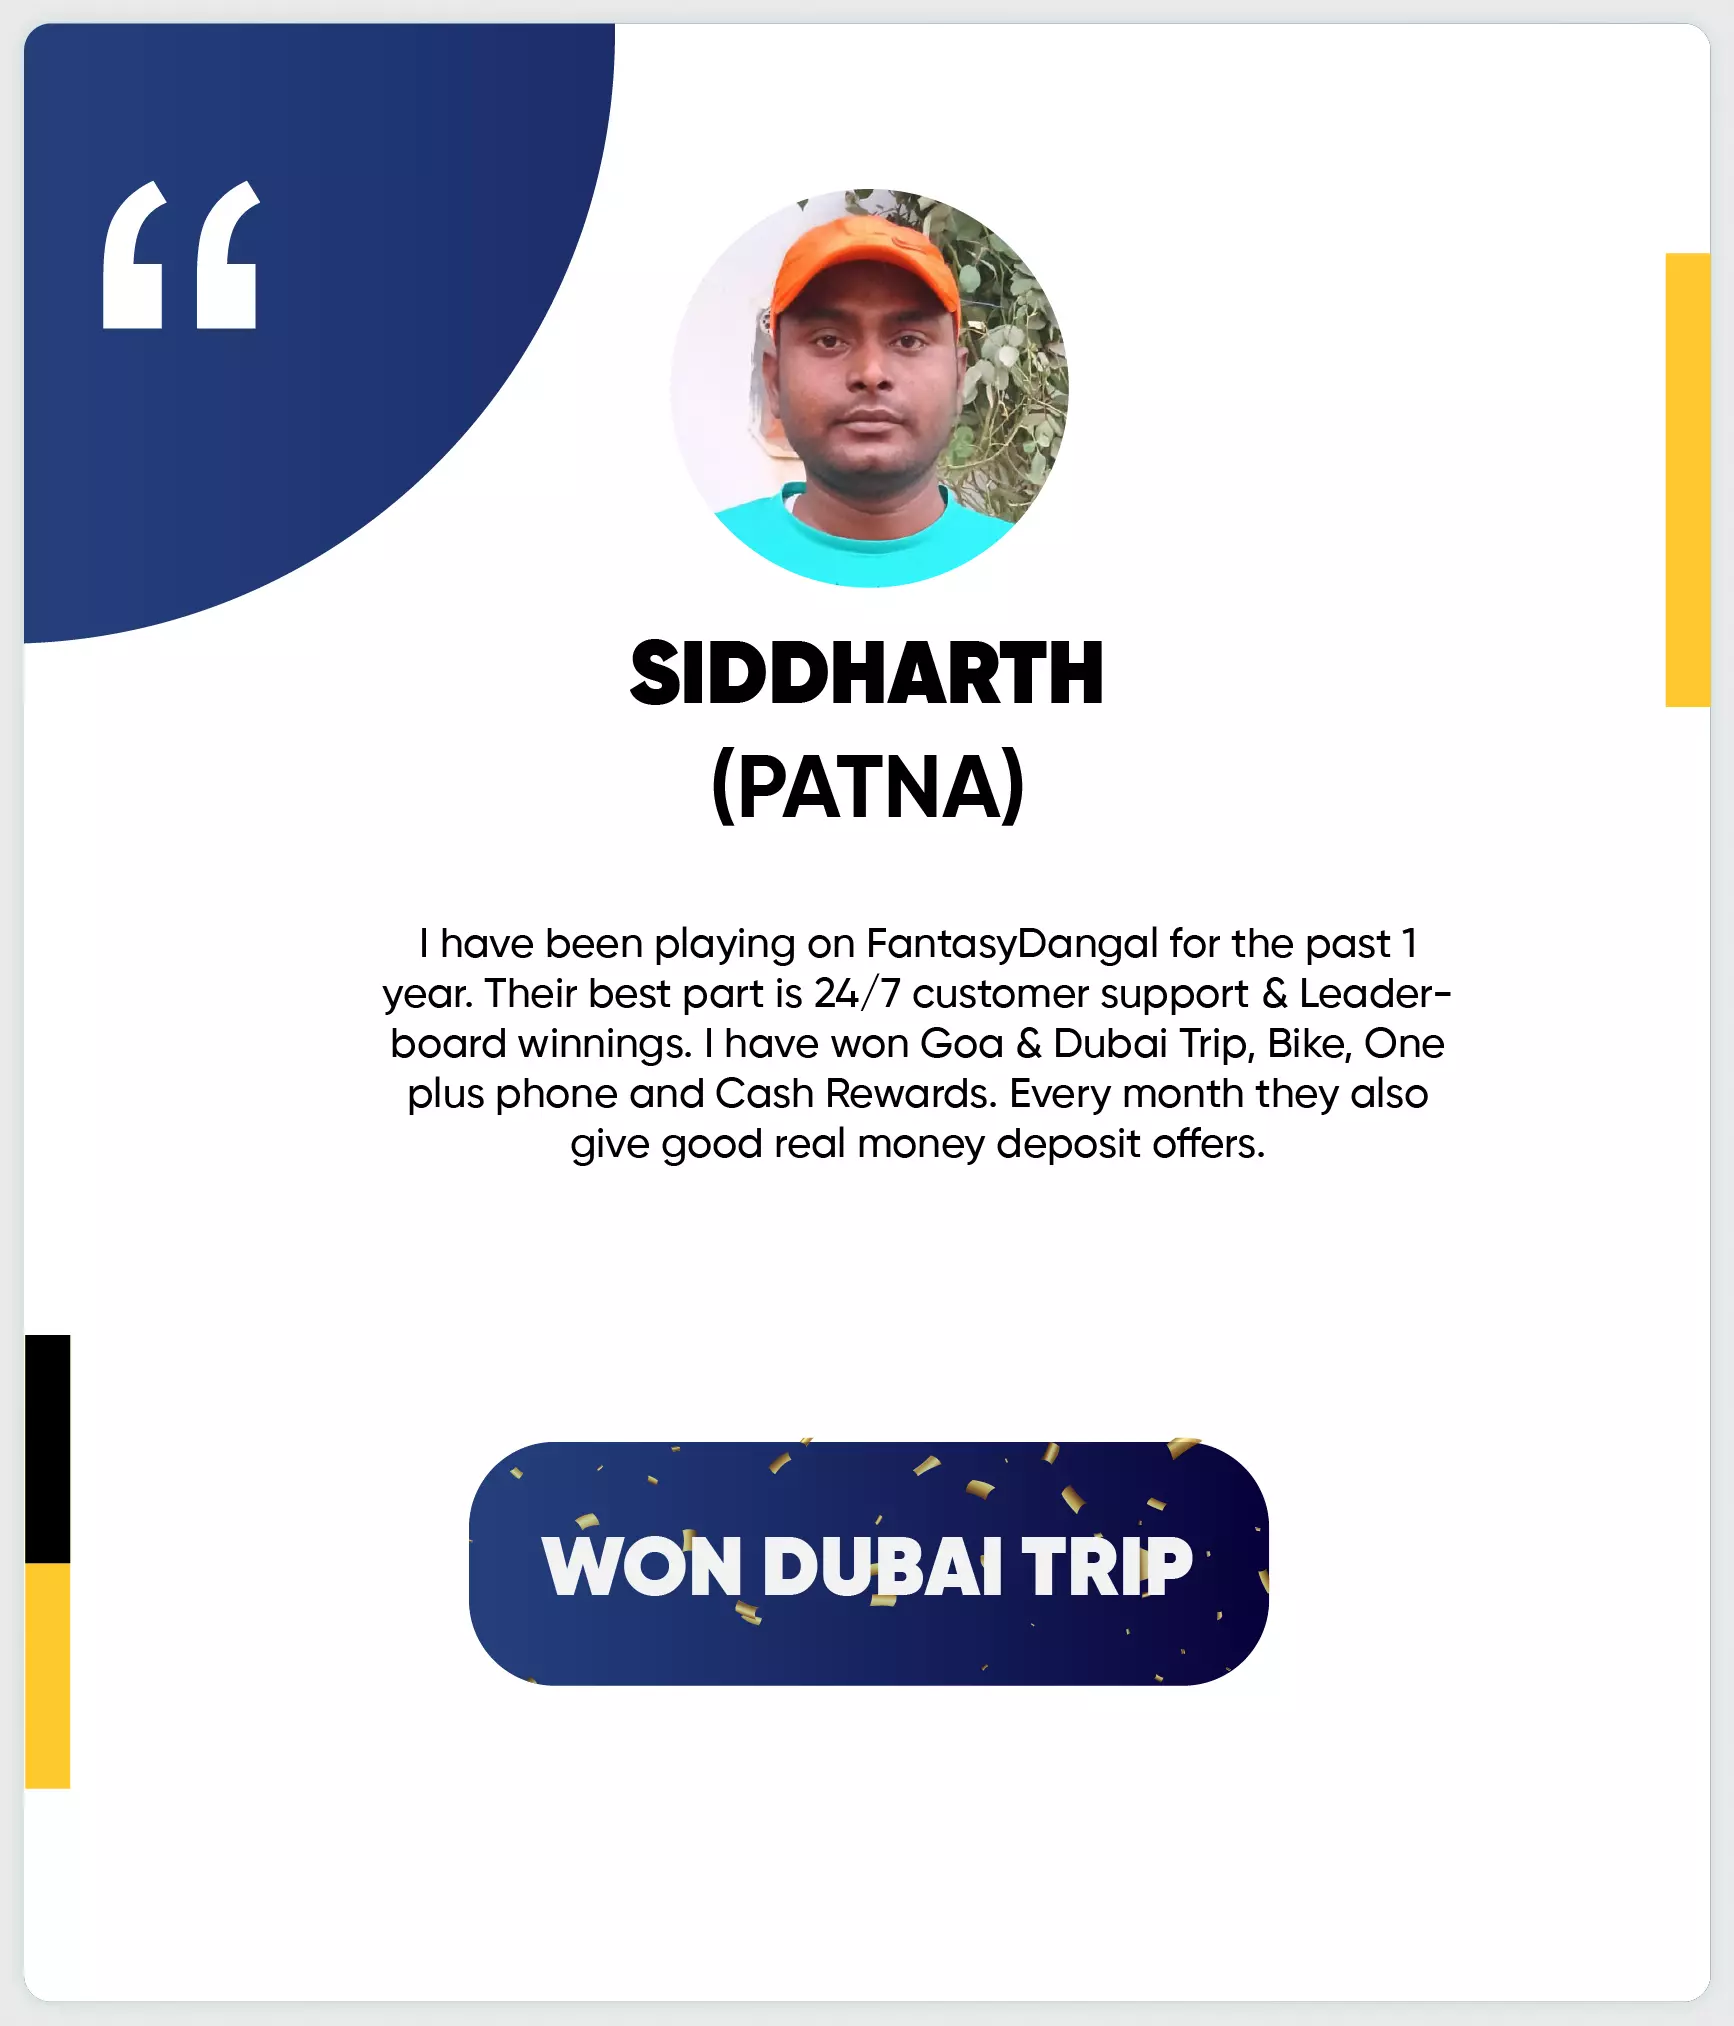 “
SIDDHARTH
(PATNA)
I have been playing on FantasyDangal for the past 1
year. Their best part is 24/7 customer support & Leader-
board winnings. I have won Goa & Dubai Trip, Bike, One
plus phone and Cash Rewards. Every month they also
give good real money deposit offers.
WON DUBAI TRIP